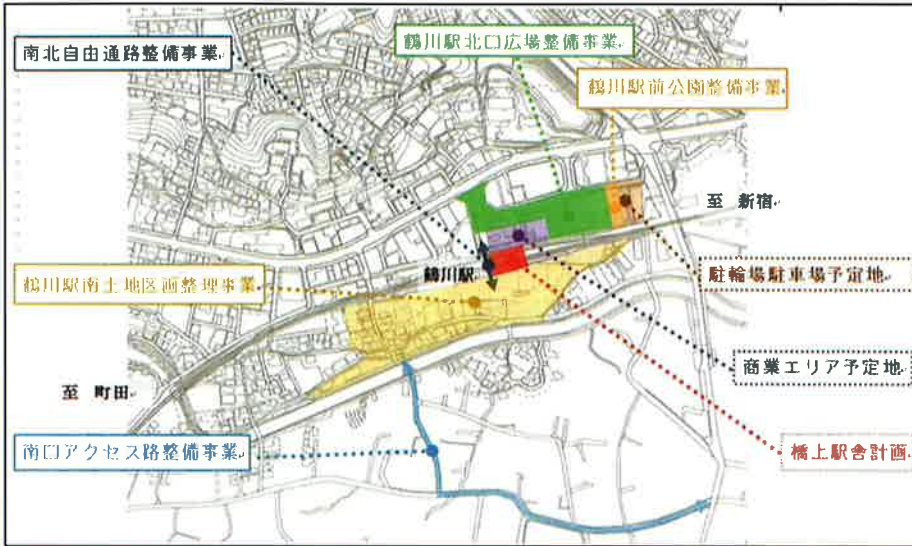 南北自由通路整備事業
鶴川駅北口広場整備事業
鶴川駅前公園整備事業
至 新宿
鶴川駅
鶴川駅南土地区画整理事業
駐輪場駐車場予定地
商業エリア予定地
至 町田
南口アクセス路整備事業
橋上駅舎計画